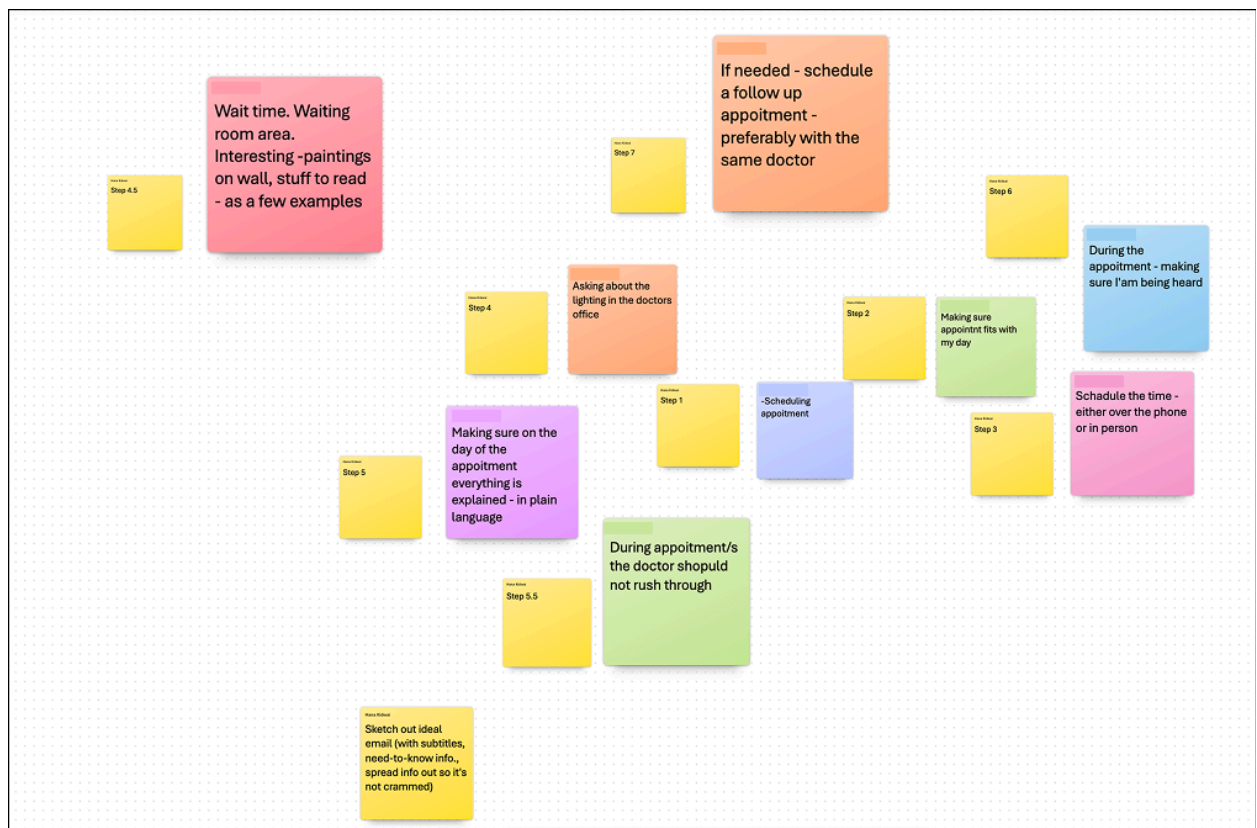 Wait time. Waiting
room area.
Interesting -paintings
on wall, stuff to read
- as a few examples
Step 4.5
If needed - schedule
a follow up
appoitment -
preferably with the
same doctor
Step 7
Step 6
During the
appoitment - making
sure I'am being heard
Step 4
Asking about the
lighting in the doctors
office
Step 2
Making sure
appointnt fits with
my day
Step 1
-Scheduling
appoitment
Step 3
Schadule the time -
either over the phone
or in person
Step 5
Making sure on the
day of the
appoitment
everything is
explained - in plain
language
Step 5.5
During appoitment/s
the doctor shopuld
not rush through
Sketch out ideal
email (with subtitles,
need-to-know info.,
spread info out so it's
not crammed)